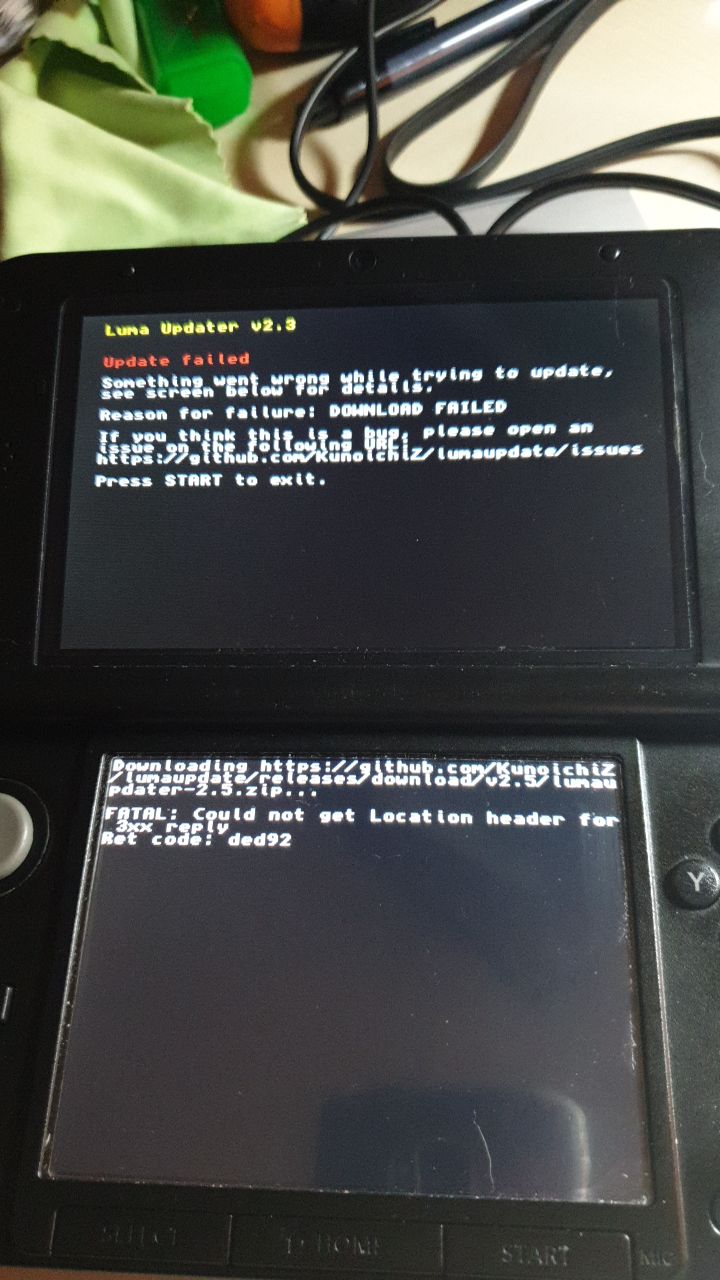 Luma Updater v2.3
Update failed
Something went wrong while trying to update,
see screen below for details.
Reason for failure: DOWNLOAD FAILED
If you think this is a bug, please open an
issue on the following URL:
https://github.com/KunoichiZ/lumaupdate/issues
Press START to exit.
Downloading https://github.com/KunoichiZ
/lumaupdate/releases/download/v2.5/lumau
pdater-2.5.zip...
FATAL: Could not get Location header for
3xx reply
Ret code: ded92
Y
SELECT
HOME
START
MIC